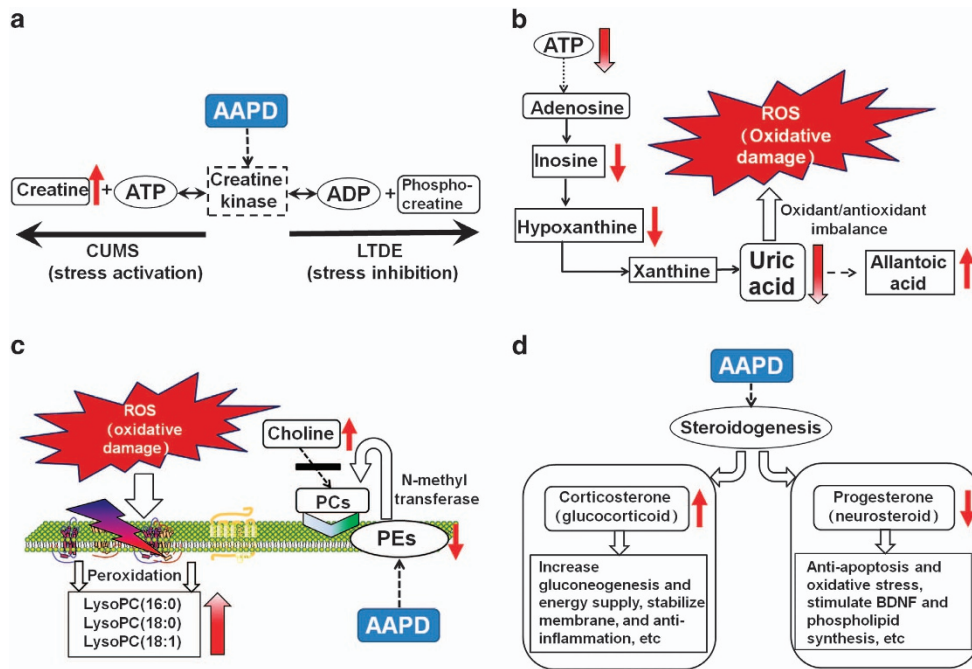 a
AAPD
Creatine + ATP
Creatine
kinase
ADP + Phospho-
creatine
CUMS
(stress activation)
LTDE
(stress inhibition)
b
ATP
Adenosine
Inosine
Hypoxanthine
Xanthine
Uric
acid
Allantoic
acid
ROS
(Oxidative
damage)
Oxidant/antioxidant
imbalance
c
ROS
(oxidative
damage)
Choline
PCs
N-methyl
transferase
PEs
AAPD
Peroxidation
LysoPC(16:0)
LysoPC(18:0)
LysoPC(18:1)
d
AAPD
Steroidogenesis
Corticosterone
(glucocorticoid)
Increase
gluconeogenesis and
energy supply, stabilize
membrane, and anti-
inflammation, etc
Progesterone
(neurosteroid)
Anti-apoptosis and
oxidative stress,
stimulate BDNF and
phospholipid
synthesis, etc